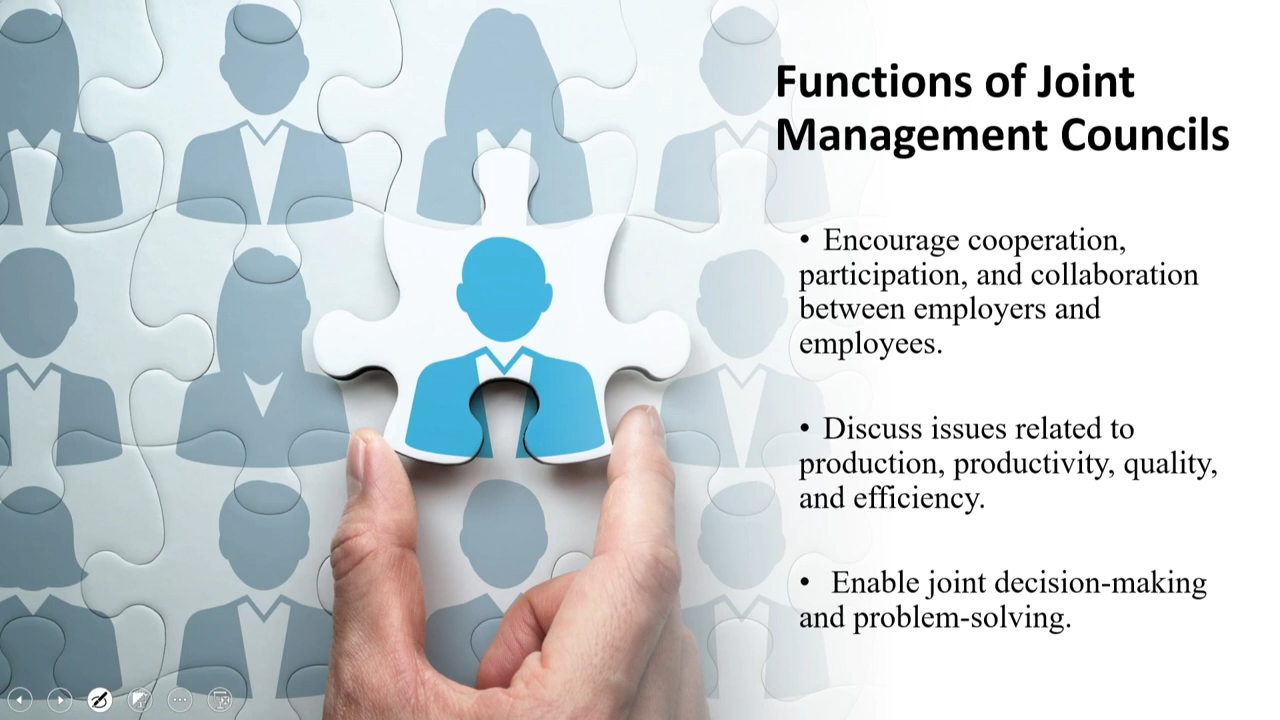 Functions of Joint
Management Councils
• Encourage cooperation,
participation, and collaboration
between employers and
employees.
• Discuss issues related to
production, productivity, quality,
and efficiency.
• Enable joint decision-making
and problem-solving.